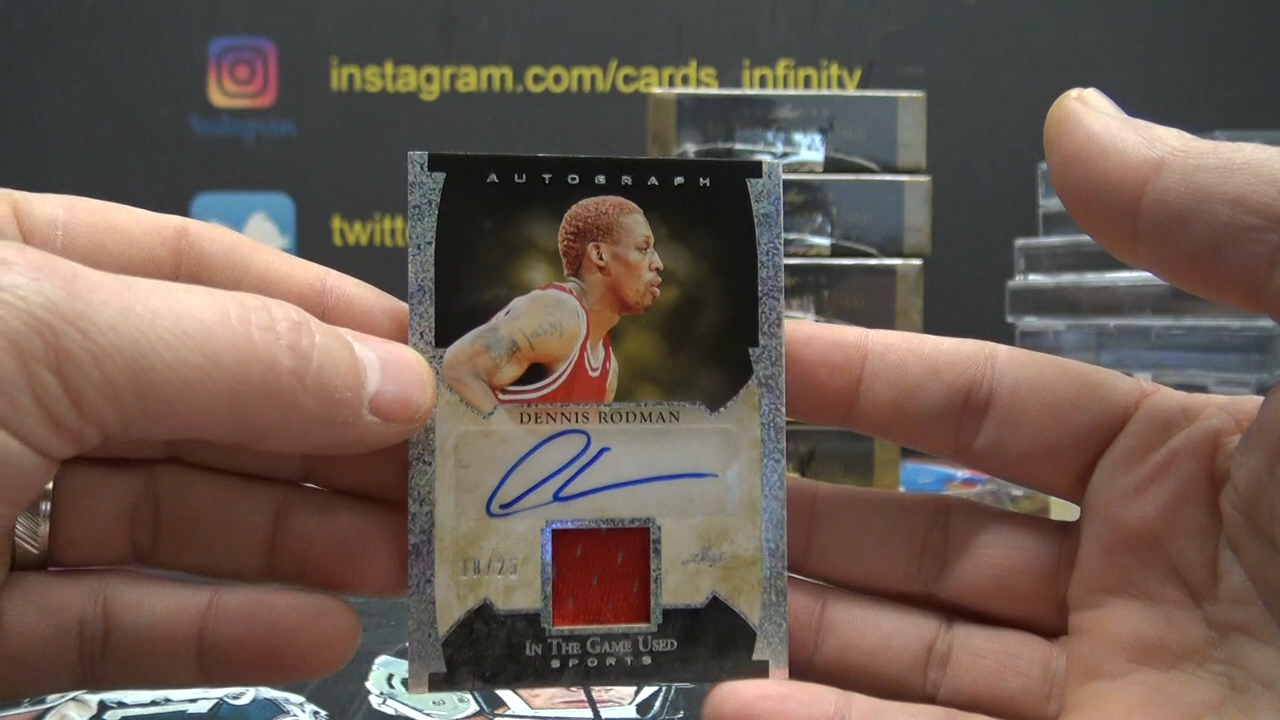 instagram.com/cards_infinity
Instagram
twitt
AUTOGRAPH
DENNIS RODMAN
18/25
IN THE GAME USED
SPORTS